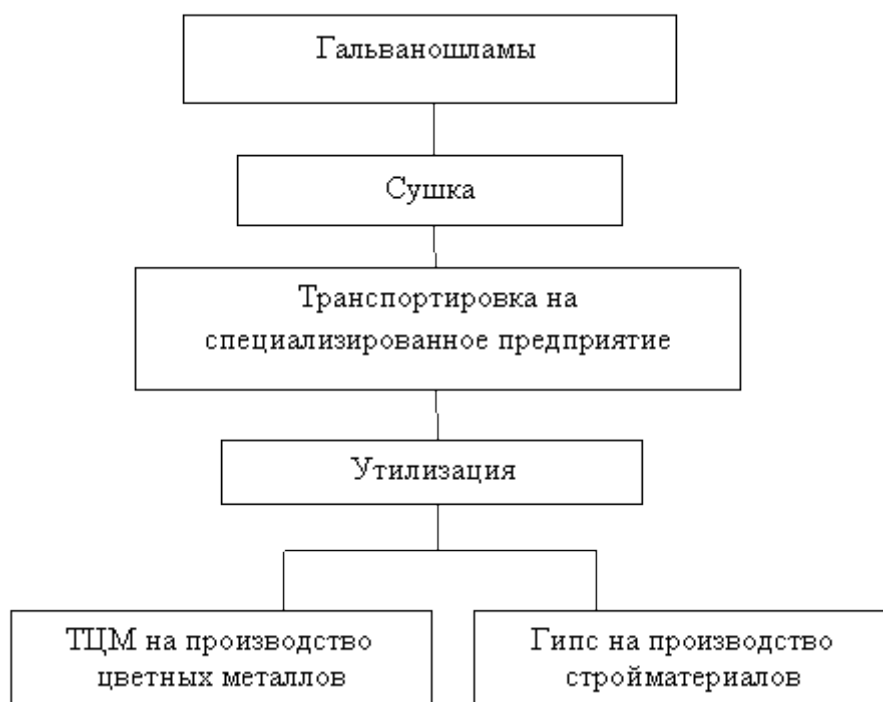 Гальваношламы
Сушка
Транспортировка на
специализированное предприятие
Утилизация
ТЦМ на производство
цветных металлов
Гипс на производство
стройматериалов